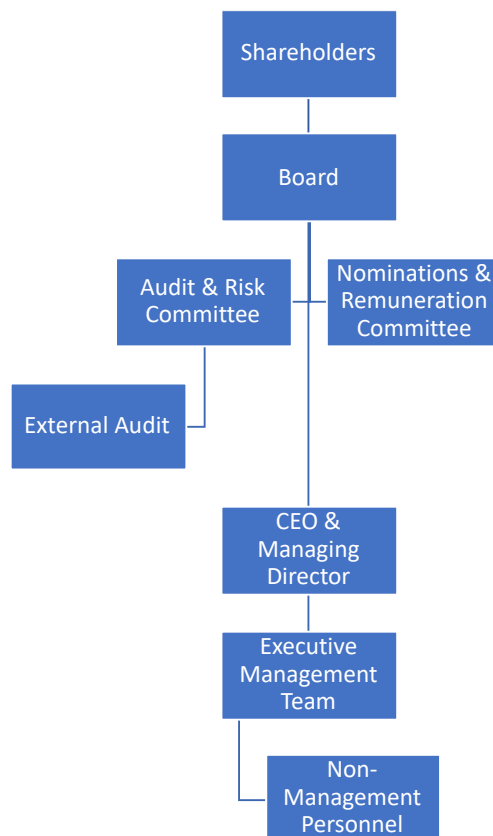 Shareholders
Board
Audit & Risk
Committee
Nominations &
Remuneration
Committee
External Audit
CEO &
Managing
Director
Executive
Management
Team
Non-
Management
Personnel